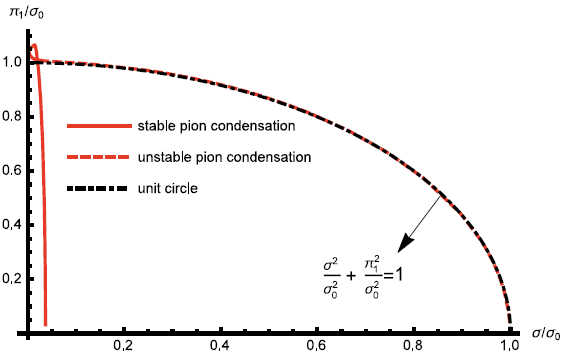 π₁/σ₀
1.0
0.8
0.6
0.4
0.2
stable pion condensation
unstable pion condensation
unit circle
σ²/σ₀² + π₁²/σ₀² =1
0,2 0,4 0,6 0,8 1,0 σ/σ₀